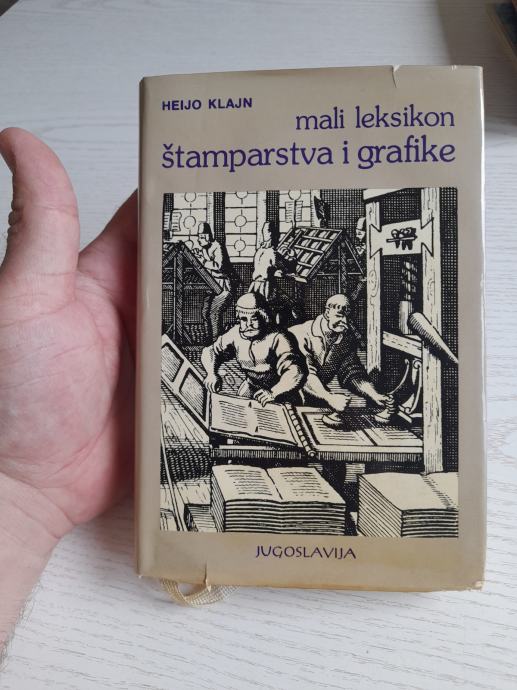 HEIJO KLAJN
mali leksikon
štamparstva i grafike
JUGOSLAVIJA